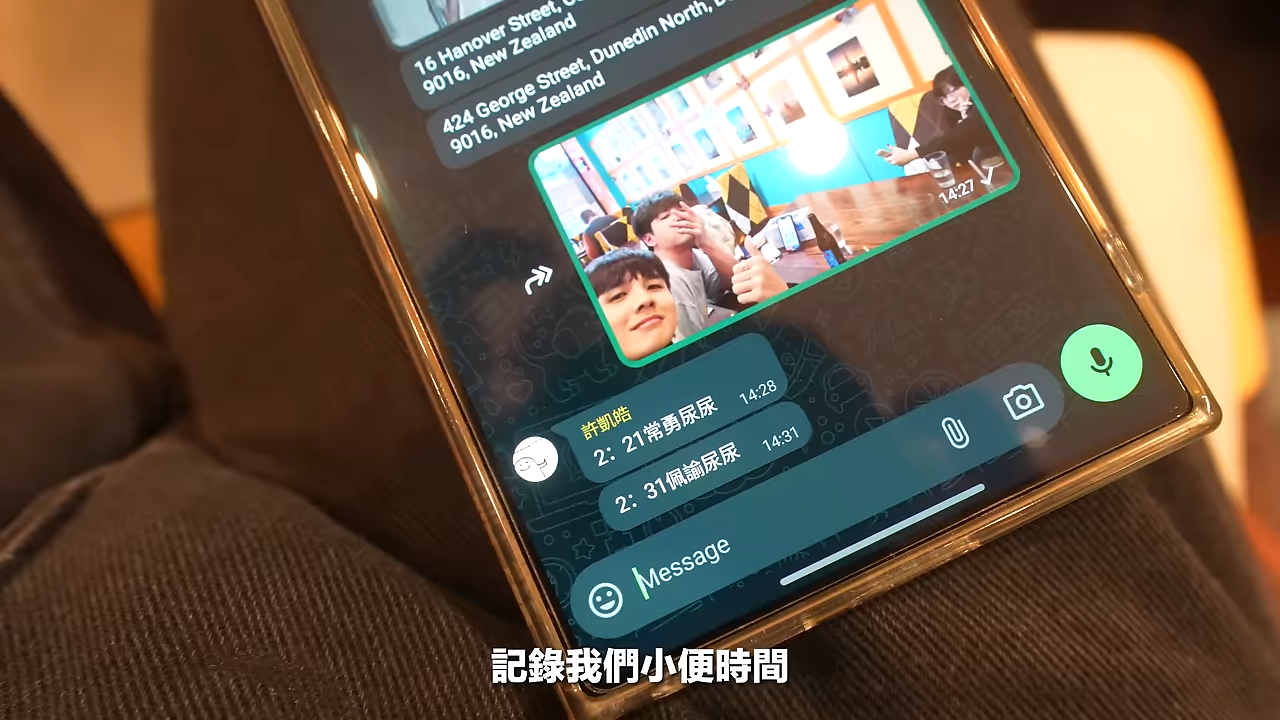 16 Hanover Street, C
9016, New Zealand
424 George Street, Dunedin North, D
9016, New Zealand
14:27
許凱皓
2：21常勇尿尿
14:28
2：31佩諭尿尿
14:31
Message
記錄我們小便時間